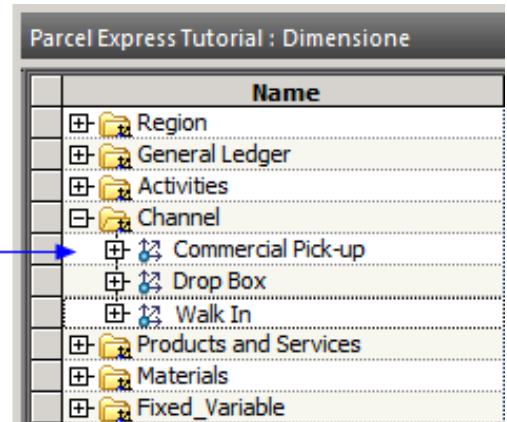 Parcel Express Tutorial : Dimensione
Name
Region
General Ledger
Activities
Channel
Commercial Pick-up
Drop Box
Walk In
Products and Services
Materials
Fixed_Variable